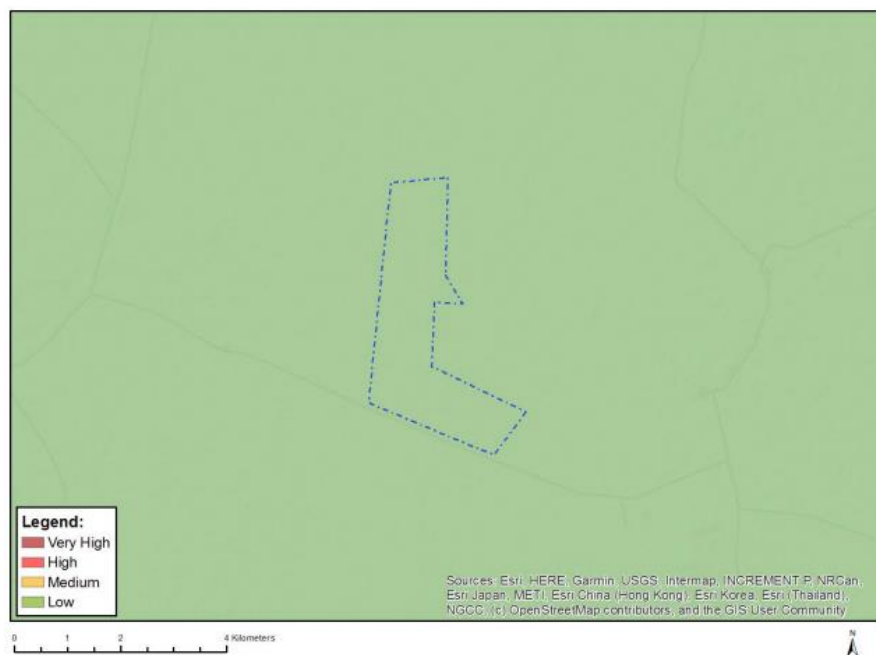 Legend:
Very High
High
Medium
Low
Sources: Esri, HERE, Garmin, USGS, Intermap, INCREMENT P, NRCan,
Esri Japan, METI, Esri China (Hong Kong), Esri Korea, Esri (Thailand),
NGCC, (c) OpenStreetMap contributors, and the GIS User Community
0 1 2 4 Kilometers
N